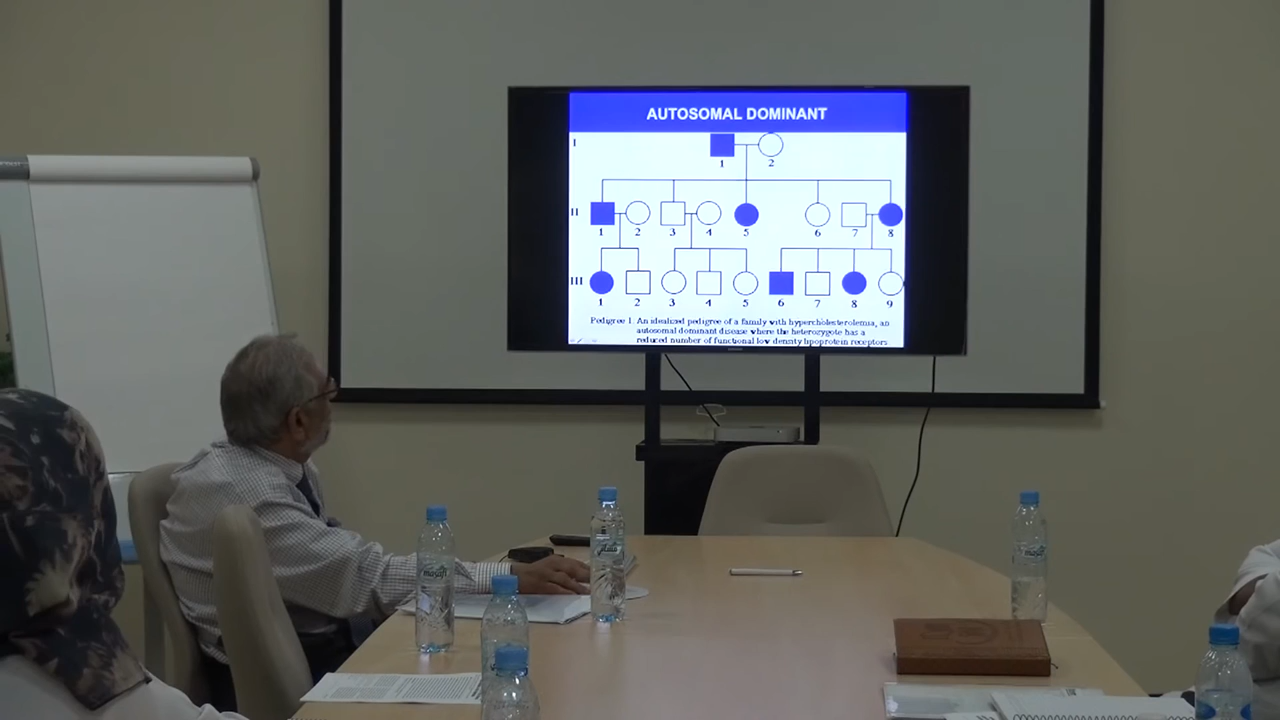 AUTOSOMAL DOMINANT
I
1 2
II
1 2 3 4 5 6 7 8
III
1 2 3 4 5 6 7 8 9
Pedigree 1. An idealized pedigree of a family with hypercholesterolemia, an
autosomal dominant disease where the heterozygote has a
reduced number of functional low density lipoprotein receptors
masafi